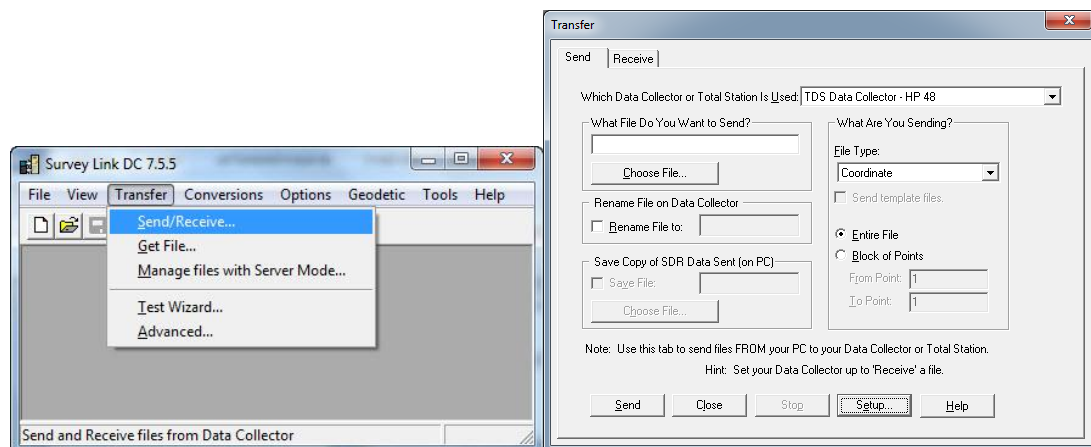 Survey Link DC 7.5.5
File View Transfer Conversions Options Geodetic Tools Help
Send/Receive...
Get File...
Manage files with Server Mode...
Test Wizard...
Advanced...
Send and Receive files from Data Collector
Transfer
Send Receive
Which Data Collector or Total Station Is Used: TDS Data Collector - HP 48
What File Do You Want to Send?
Choose File...
Rename File on Data Collector
Rename File to:
Save Copy of SDR Data Sent (on PC)
Save File:
Choose File...
What Are You Sending?
File Type:
Coordinate
Send template files.
Entire File
Block of Points
From Point: 1
To Point: 1
Note: Use this tab to send files FROM your PC to your Data Collector or Total Station.
Hint: Set your Data Collector up to 'Receive' a file.
Send Close Stop Setup... Help